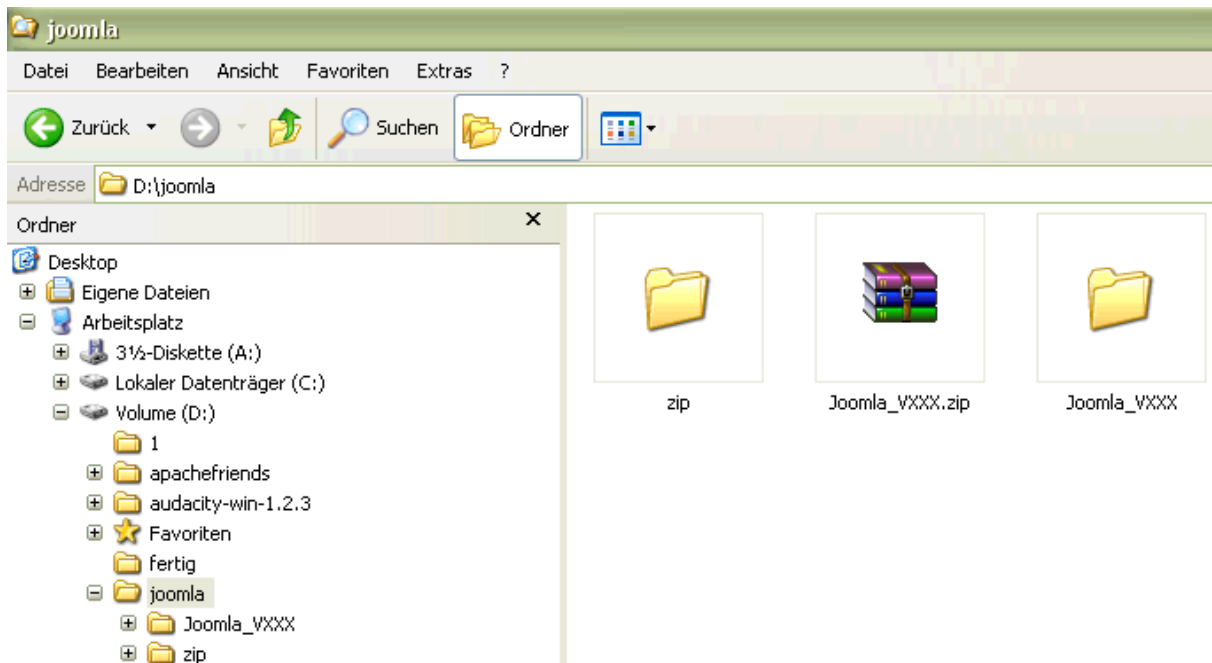 joomla
Datei Bearbeiten Ansicht Favoriten Extras ?
Zurück Suchen Ordner
Adresse D:\joomla
Ordner x
Desktop
Eigene Dateien
Arbeitsplatz
3½-Diskette (A:)
Lokaler Datenträger (C:)
Volume (D:)
1
apachefriends
audacity-win-1.2.3
Favoriten
fertig
joomla
Joomla_VXXX
zip
zip Joomla_VXXX.zip Joomla_VXXX